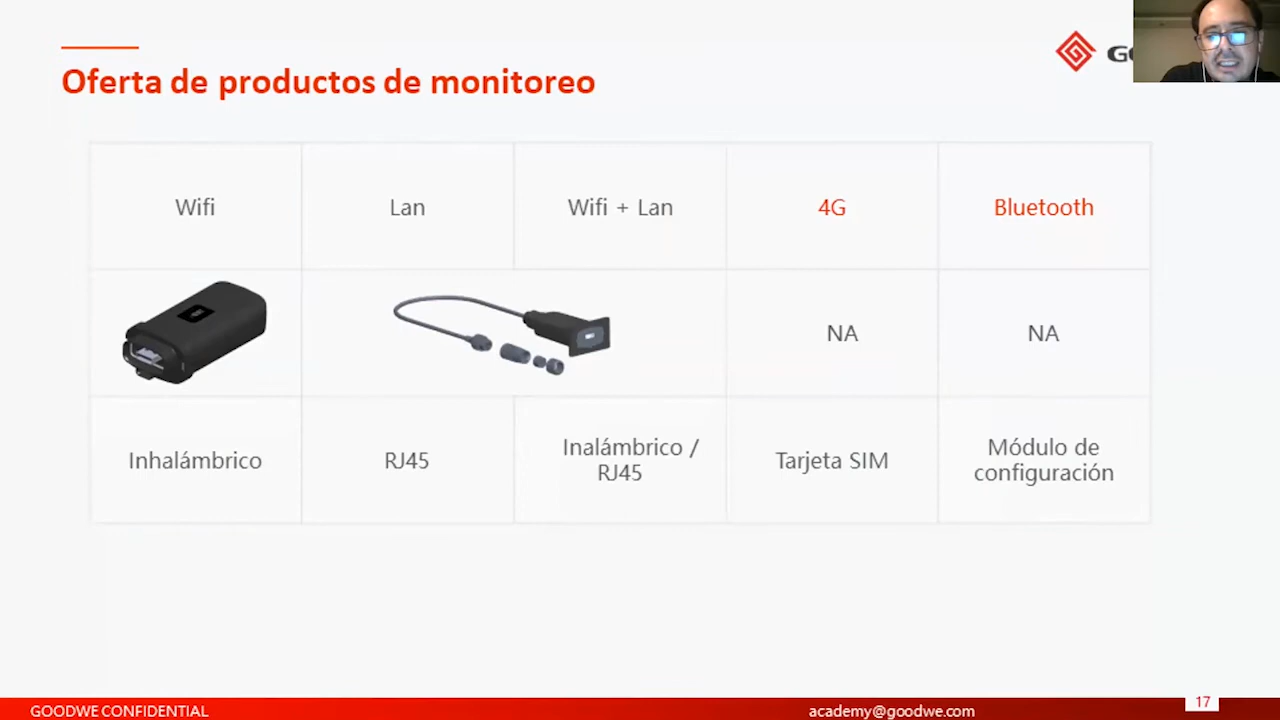 Oferta de productos de monitoreo
Wifi
Lan
Wifi + Lan
4G
Bluetooth
NA
NA
Inhalámbrico
RJ45
Inalámbrico /
RJ45
Tarjeta SIM
Módulo de
configuración
GOODWE CONFIDENTIAL
academy@goodwe.com
17